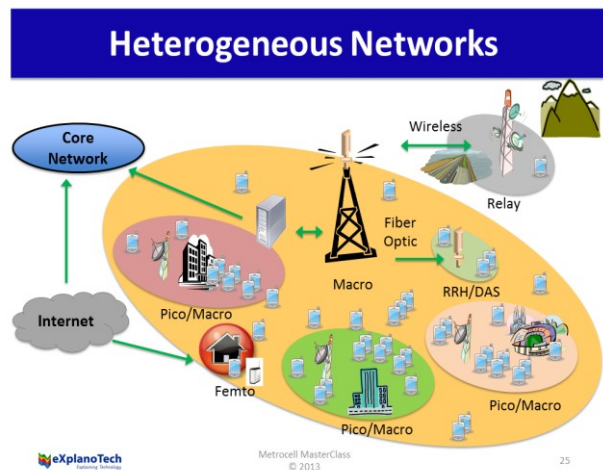 Heterogeneous Networks
Core
Network
Wireless
Relay
Fiber
Optic
Macro
RRH/DAS
Pico/Macro
Internet
Femto
Pico/Macro
Pico/Macro
eXplanoTech
Explaining Technology
Metrocell MasterClass
© 2013
25